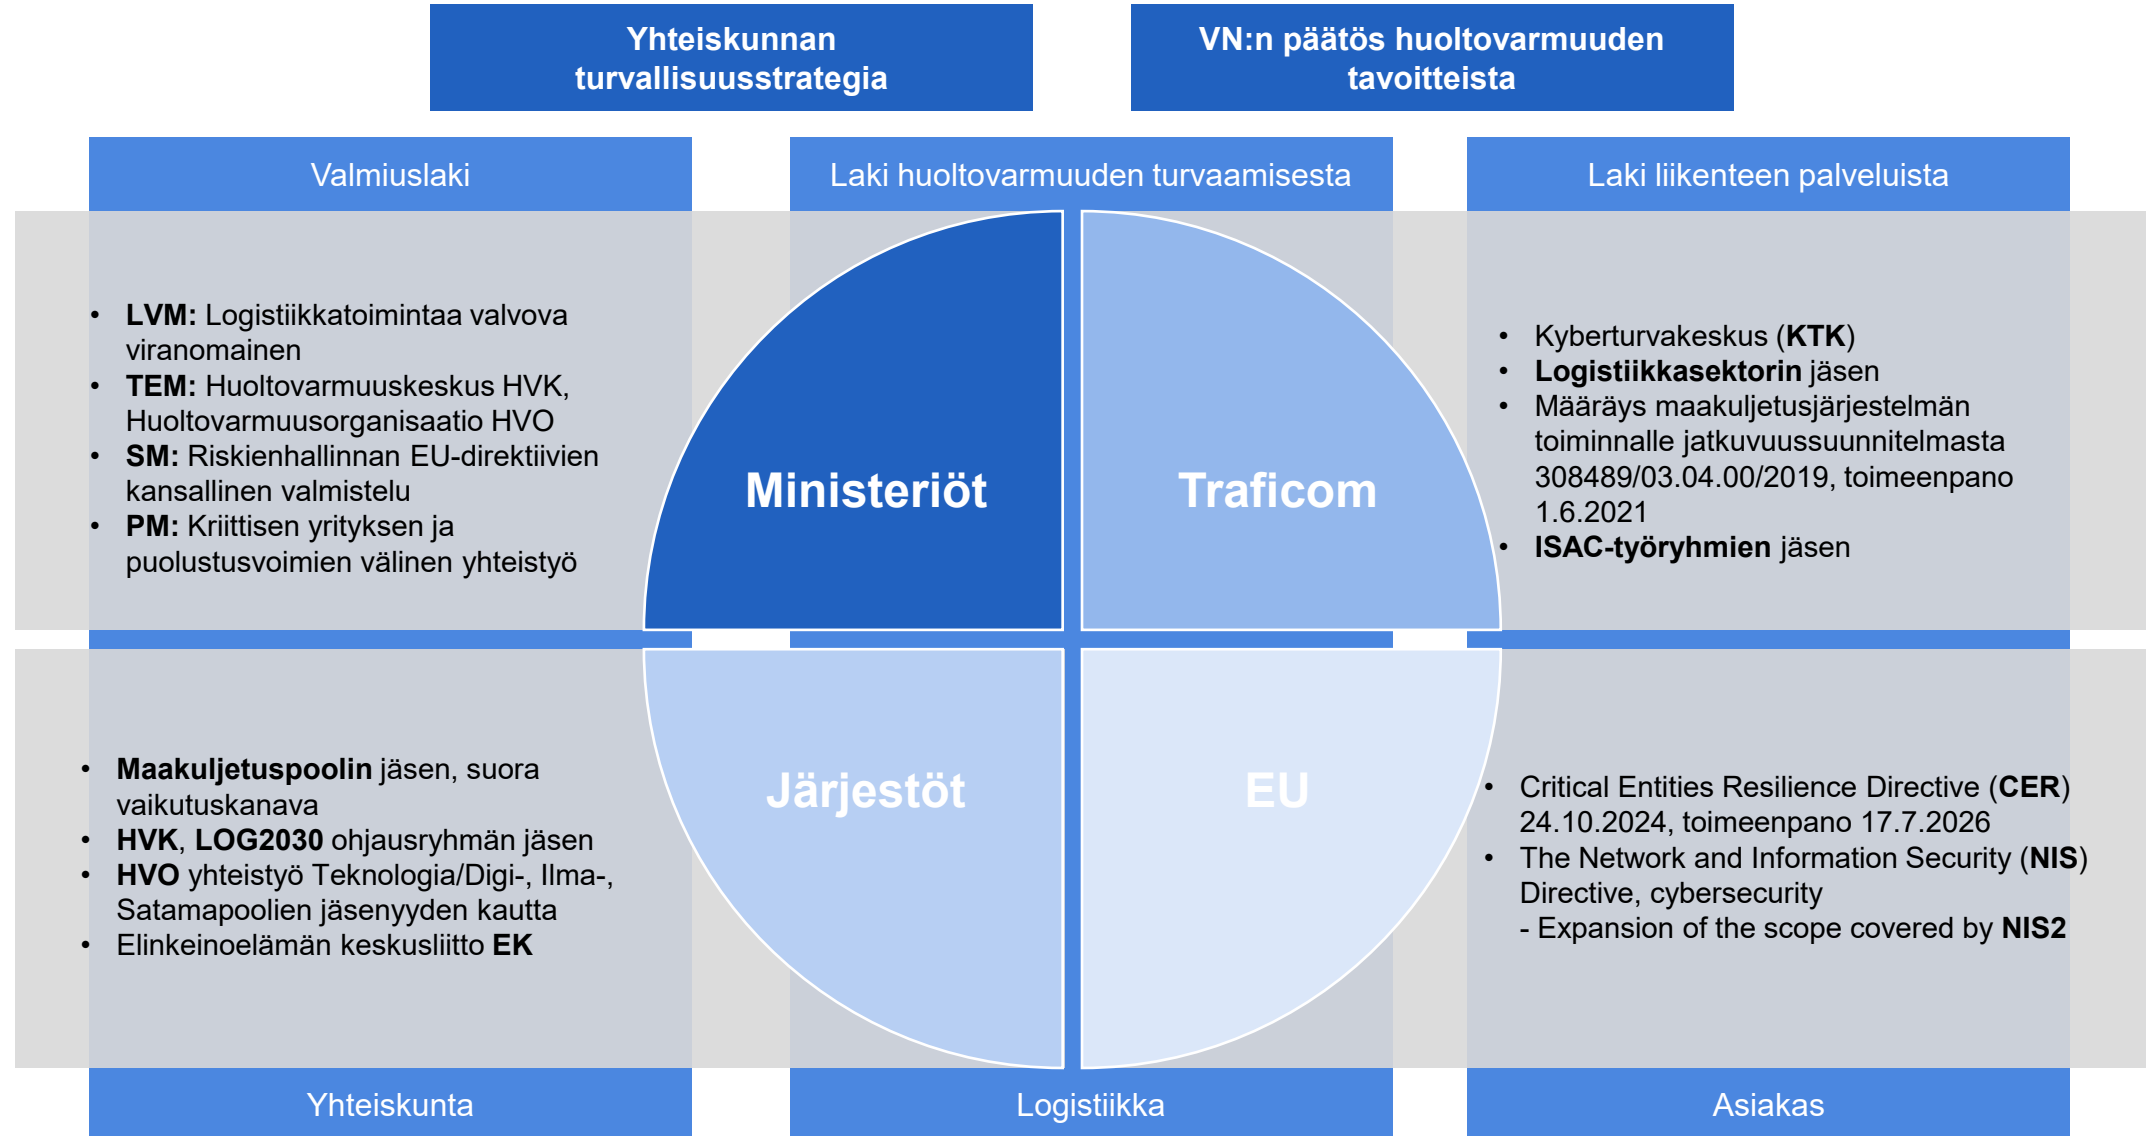 Yhteiskunnan
turvallisuusstrategia
VN:n päätös huoltovarmuuden
tavoitteista
Valmiuslaki
Laki huoltovarmuuden turvaamisesta
Laki liikenteen palveluista
• LVM: Logistiikkatoimintaa valvova
viranomainen
• TEM: Huoltovarmuuskeskus HVK,
Huoltovarmuusorganisaatio HVO
• SM: Riskienhallinnan EU-direktiivien
kansallinen valmistelu
• PM: Kriittisen yrityksen ja
puolustusvoimien välinen yhteistyö
Ministeriöt
Traficom
• Kyberturvakeskus (KTK)
• Logistiikkasektorin jäsen
• Määräys maakuljetusjärjestelmän
toiminnalle jatkuvuussuunnitelmasta
308489/03.04.00/2019, toimeenpano
1.6.2021
• ISAC-työryhmien jäsen
• Maakuljetuspoolin jäsen, suora
vaikutuskanava
• HVK, LOG2030 ohjausryhmän jäsen
• HVO yhteistyö Teknologia/Digi-, Ilma-,
Satamapoolien jäsenyyden kautta
• Elinkeinoelämän keskusliitto EK
Järjestöt
EU
• Critical Entities Resilience Directive (CER)
24.10.2024, toimeenpano 17.7.2026
• The Network and Information Security (NIS)
Directive, cybersecurity
- Expansion of the scope covered by NIS2
Yhteiskunta
Logistiikka
Asiakas